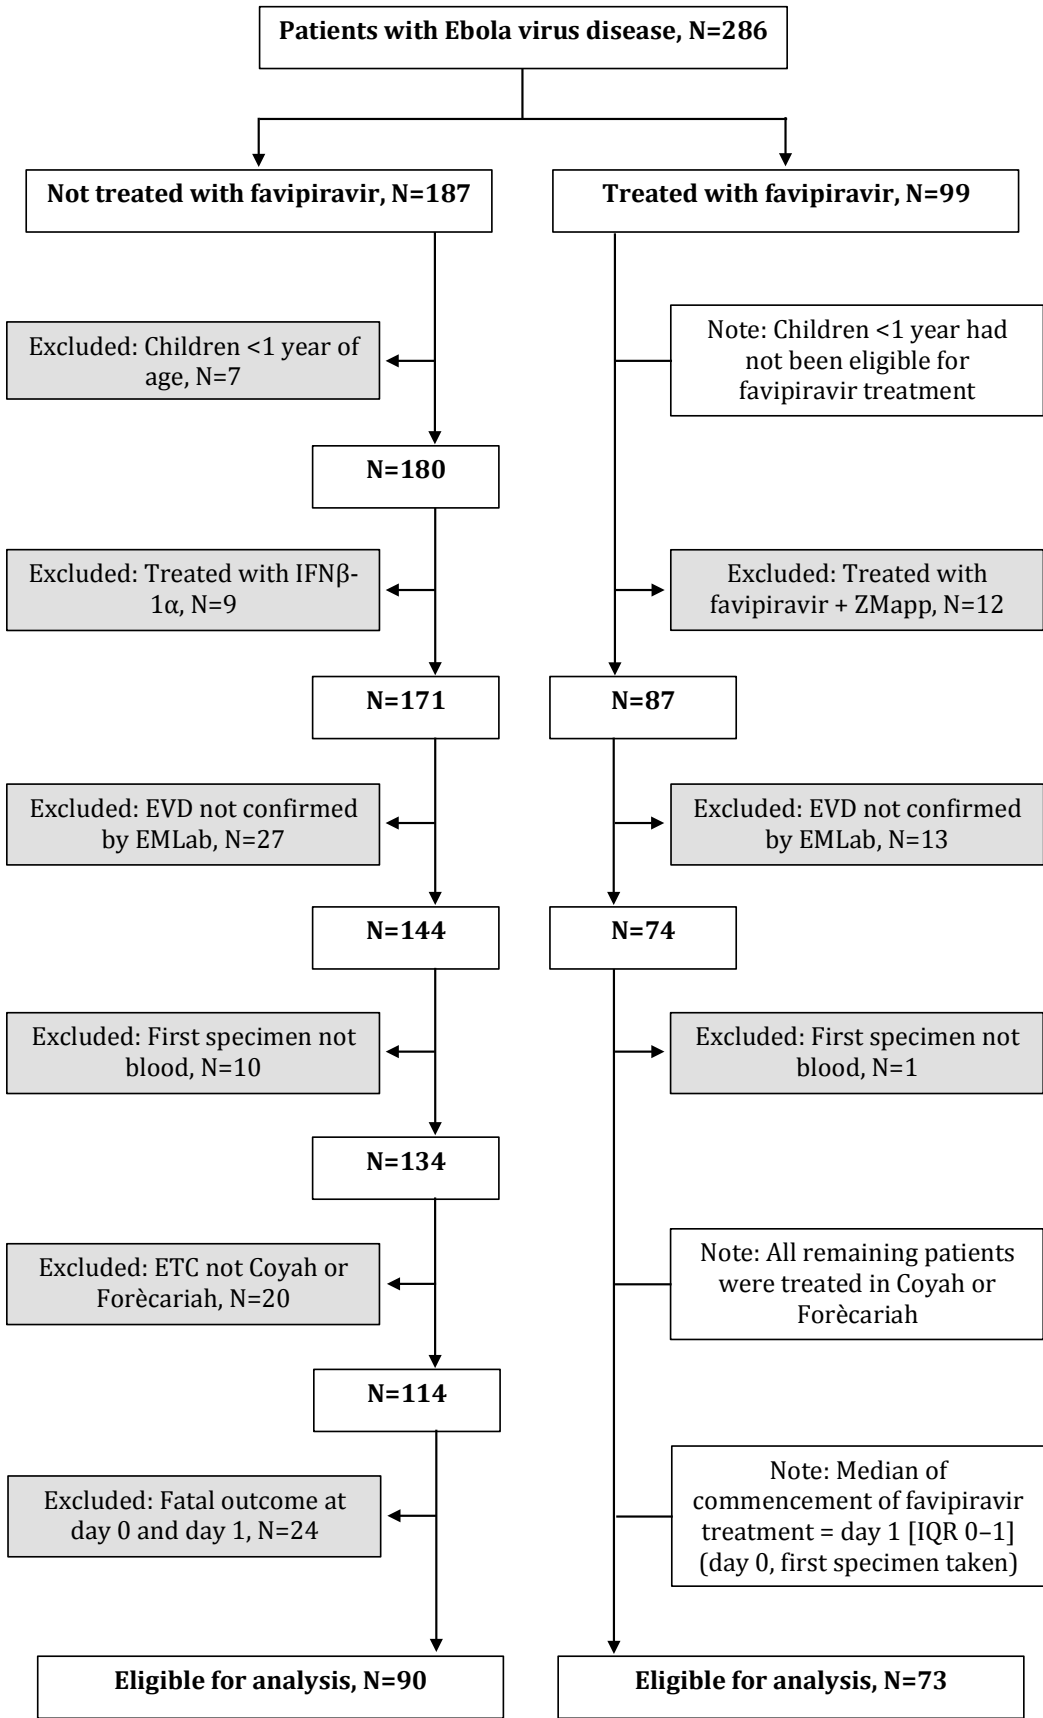 Patients with Ebola virus disease, N=286
Not treated with favipiravir, N=187
Treated with favipiravir, N=99
Excluded: Children <1 year of
age, N=7
Note: Children <1 year had
not been eligible for
favipiravir treatment
N=180
Excluded: Treated with IFNβ-
1α, N=9
Excluded: Treated with
favipiravir + ZMapp, N=12
N=171
N=87
Excluded: EVD not confirmed
by EMLab, N=27
Excluded: EVD not confirmed
by EMLab, N=13
N=144
N=74
Excluded: First specimen not
blood, N=10
Excluded: First specimen not
blood, N=1
N=134
Excluded: ETC not Coyah or
Forècariah, N=20
Note: All remaining patients
were treated in Coyah or
Forècariah
N=114
Excluded: Fatal outcome at
day 0 and day 1, N=24
Note: Median of
commencement of favipiravir
treatment = day 1 [IQR 0–1]
(day 0, first specimen taken)
Eligible for analysis, N=90
Eligible for analysis, N=73